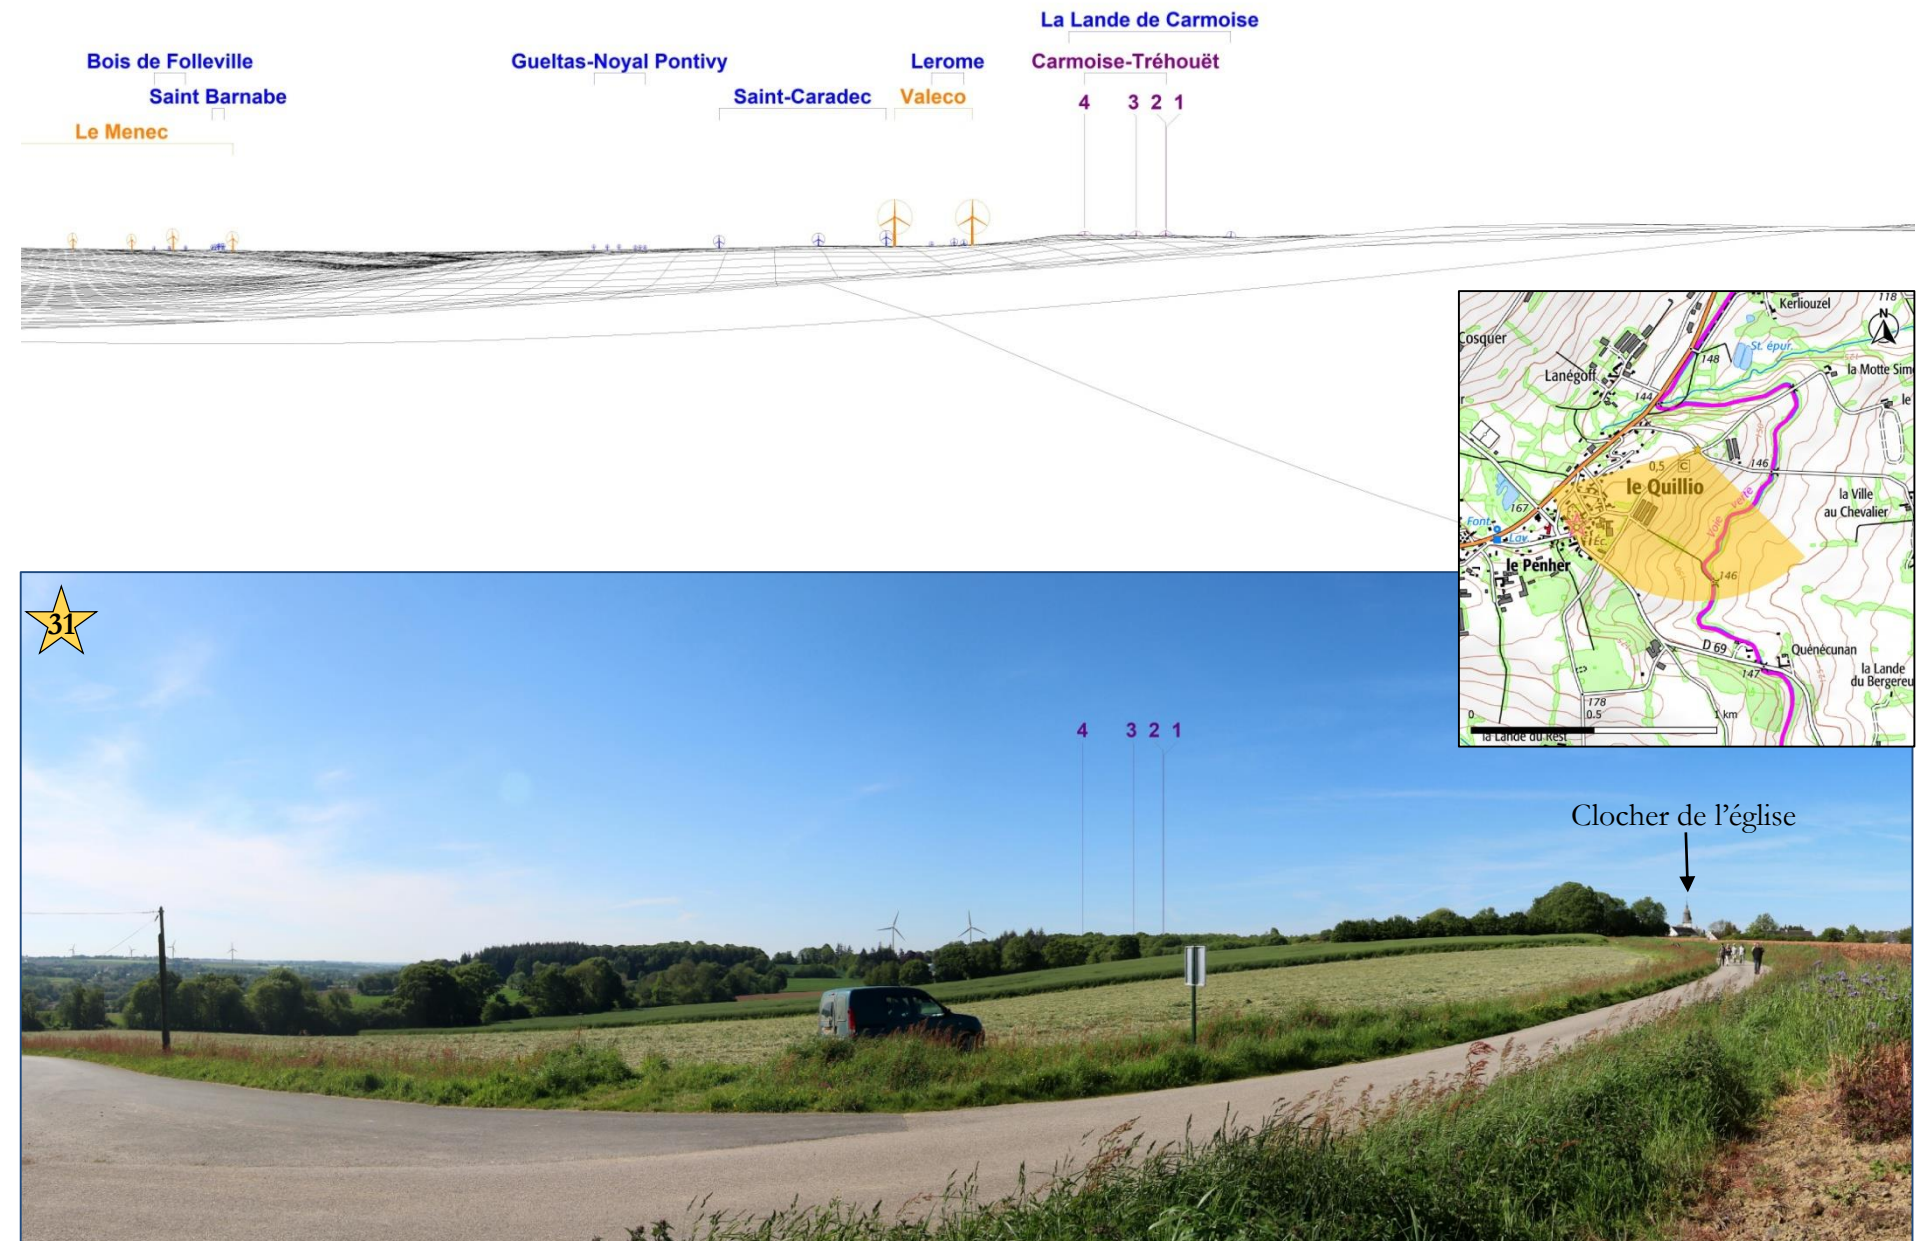 La Lande de Carmoise
Bois de Folleville
Gueltas-Noyal Pontivy
Lerome
Carmoise-Tréhouët
Saint Barnabe
Saint-Caradec
Valeco
4 3 2 1
Le Menec
Kerliouzel
118
N
Cosquer
St. épur.
148
Lanégoff
la Motte Sim
144
le
0,5
C
146
le Quillio
la Ville
au Chevalier
167
Voie verte
Font.
Lav.
Éc.
le Penher
146
D 69
Quénécunan
147
la Lande
du Bergereu
178
0
0.5
1 km
la Lande du Rest
31
4 3 2 1
Clocher de l'église